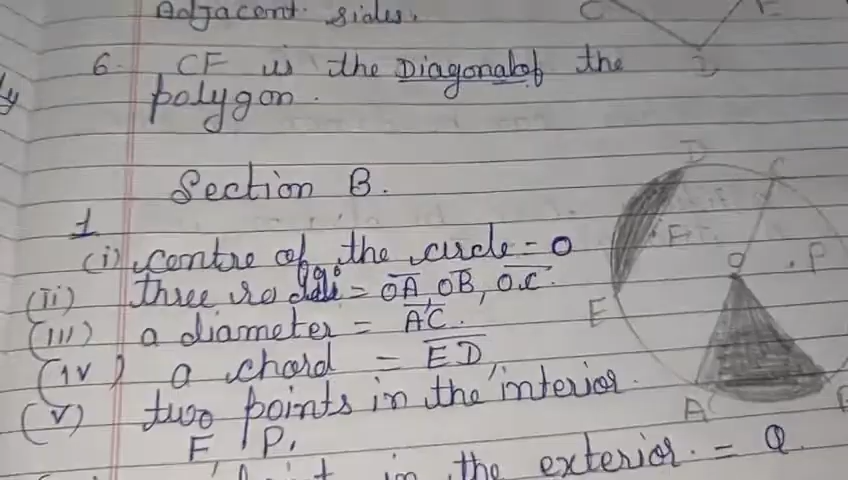 Adjacent sides.
6. CF is the Diagonal of the
polygon.
Section B.
1
(i) centre of the circle = O
(ii) three radii = OA, OB, OC.
(iii) a diameter = AC.
(iv) a chord = ED,
(v) two points in the interior.
F, P,
in the exterior. = Q
D
C
F
O
.P
E
A